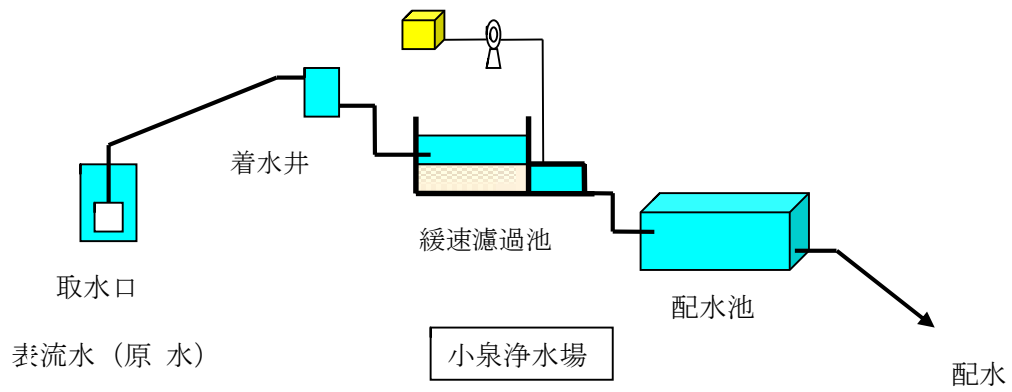 着水井
緩速濾過池
取水口
配水池
表流水（原 水）
小泉浄水場
配水